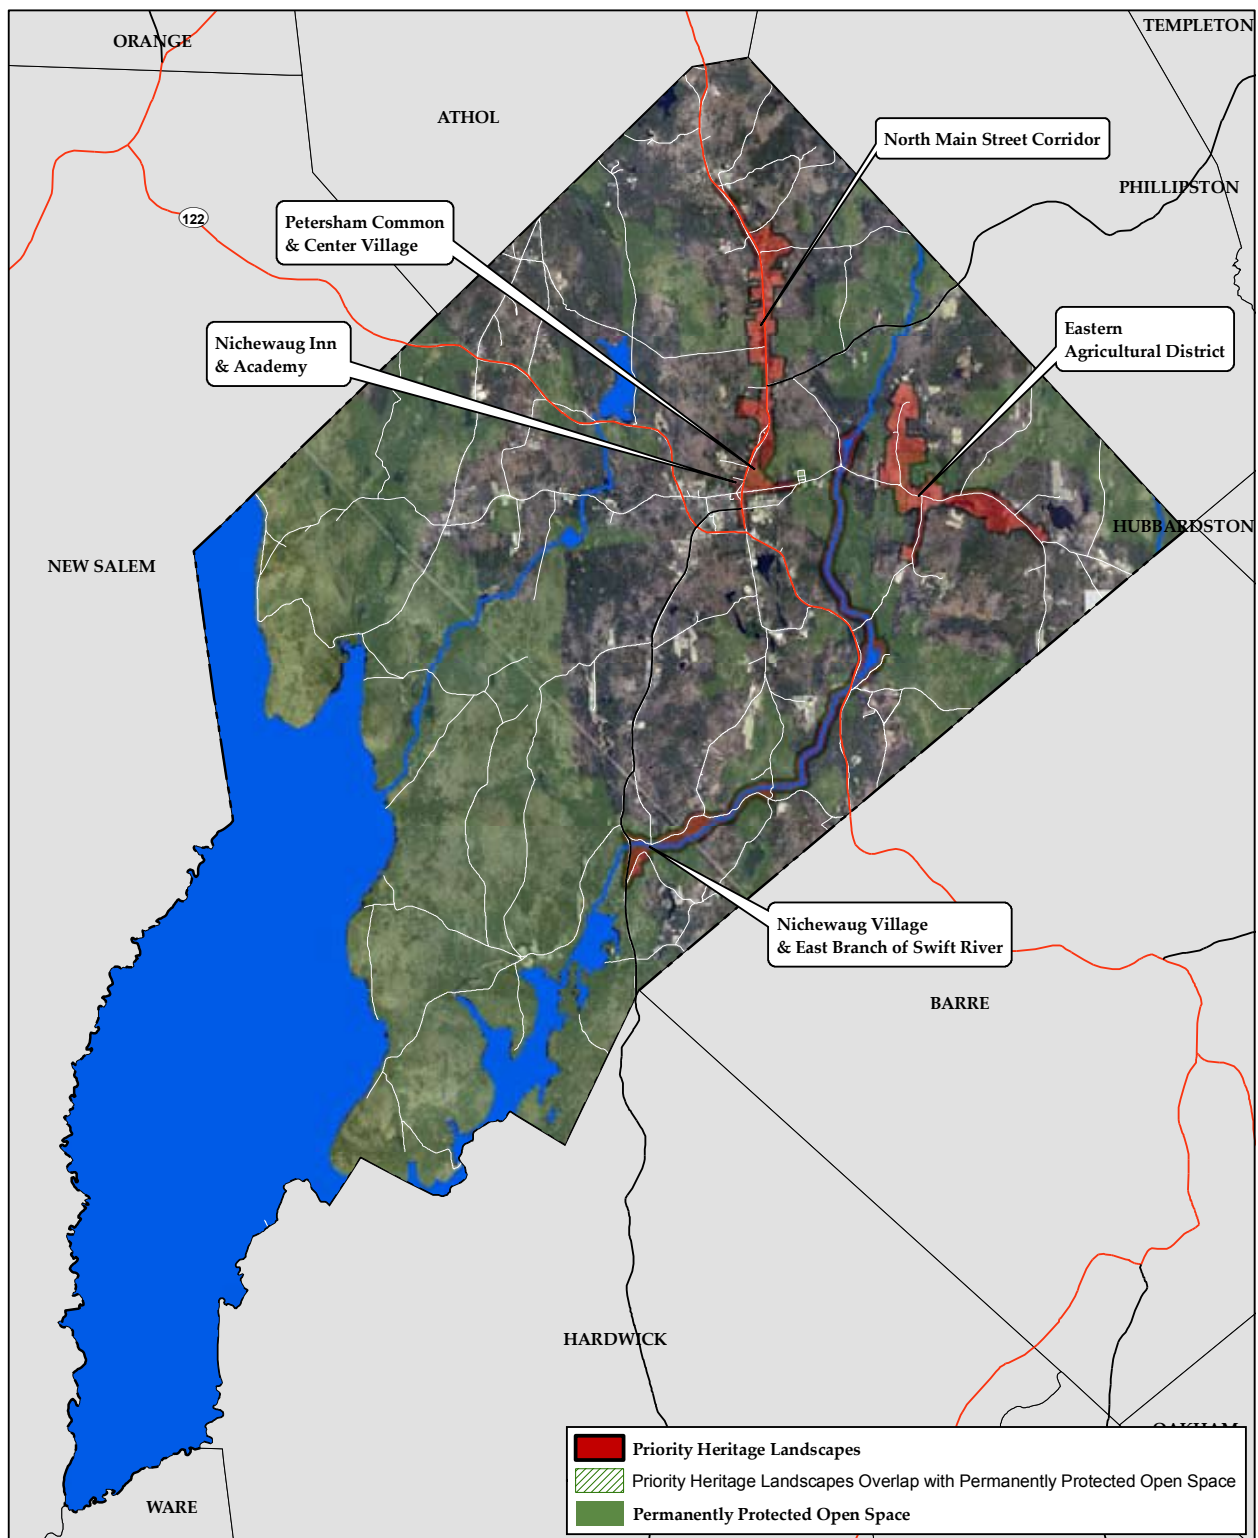 TEMPLETON
ORANGE
ATHOL
North Main Street Corridor
PHILLIPSTON
122
Petersham Common
& Center Village
Nichewaug Inn
& Academy
Eastern
Agricultural District
HUBBARDSTON
NEW SALEM
Nichewaug Village
& East Branch of Swift River
BARRE
HARDWICK
OAKHAM
Priority Heritage Landscapes
Priority Heritage Landscapes Overlap with Permanently Protected Open Space
Permanently Protected Open Space
WARE